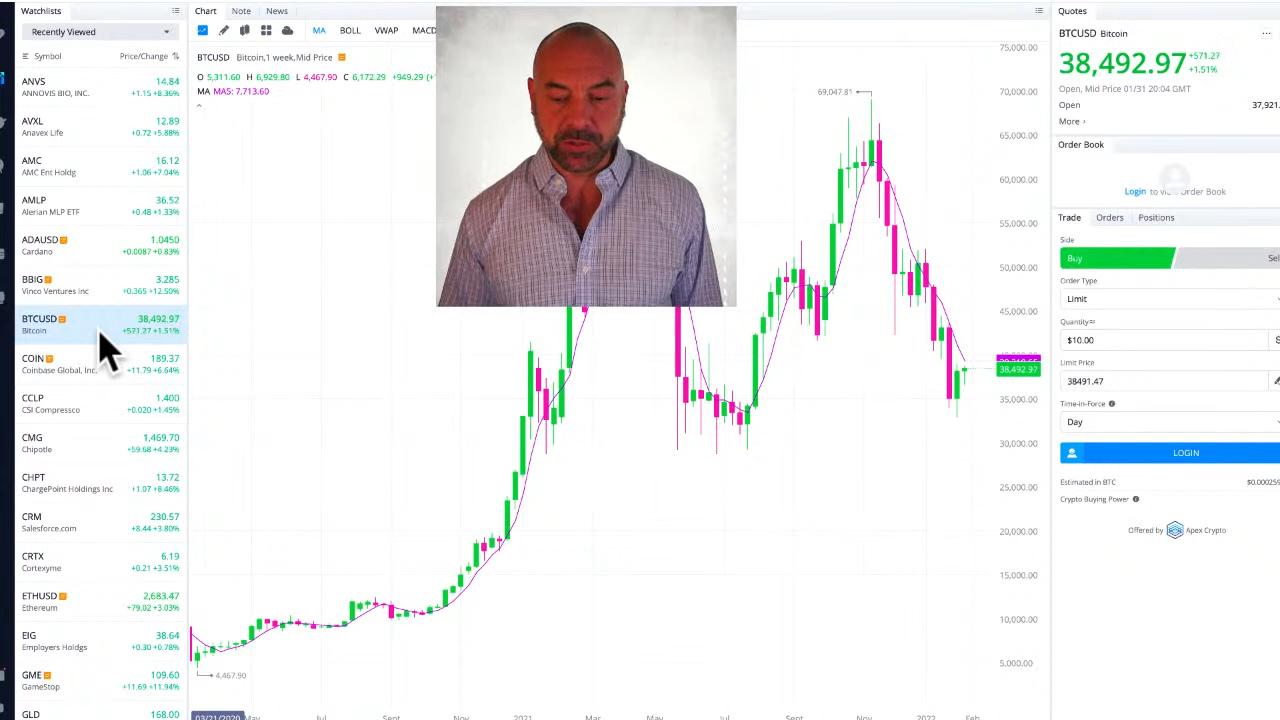 Watchlists
Recently Viewed
Symbol Price/Change
ANVS 14.84
ANNOVIS BIO, INC. +1.15 +8.36%
AVXL 12.89
Anavex Life +0.72 +5.88%
AMC 16.12
AMC Ent Holdg +1.06 +7.04%
AMLP 36.52
Alerian MLP ETF +0.48 +1.33%
ADAUSD 1.0450
Cardano +0.0087 +0.83%
BBIG 3.285
Vinco Ventures Inc +0.365 +12.50%
BTCUSD 38,492.97
Bitcoin +571.27 +1.51%
COIN 189.37
Coinbase Global, Inc. +11.79 +6.64%
CCLP 1.400
CSI Compressco +0.020 +1.45%
CMG 1,469.70
Chipotle +59.68 +4.23%
CHPT 13.72
ChargePoint Holdings Inc +1.07 +8.46%
CRM 230.57
Salesforce.com +8.44 +3.80%
CRTX 6.19
Cortexyme +0.21 +3.51%
ETHUSD 2,683.47
Ethereum +79.02 +3.03%
EIG 38.64
Employers Holdgs +0.30 +0.78%
GME 109.60
GameStop +11.69 +11.94%
GLD 168.00
Chart Note News
MA BOLL VWAP MACD
BTCUSD Bitcoin,1 week,Mid Price
O 5,311.60 H 6,929.80 L 4,467.90 C 6,172.29 +949.29
MA MA5: 7,713.60
69,047.81
4,467.90
75,000.00
70,000.00
65,000.00
60,000.00
55,000.00
50,000.00
45,000.00
38,492.97
35,000.00
30,000.00
25,000.00
20,000.00
15,000.00
10,000.00
5,000.00
03/21/2020 May Jul Sept Nov 2021 Mar May Jul Sept Nov 2022 Feb
Quotes
BTCUSD Bitcoin
38,492.97 +571.27
+1.51%
Open, Mid Price 01/31 20:04 GMT
Open 37,921.
More
Order Book
Login to Order Book
Trade Orders Positions
Side
Buy
Order Type
Limit
Quantity
$10.00
Limit Price
38491.47
Time-in-Force
Day
LOGIN
Estimated in BTC $0.000259
Crypto Buying Power
Offered by Apex Crypto